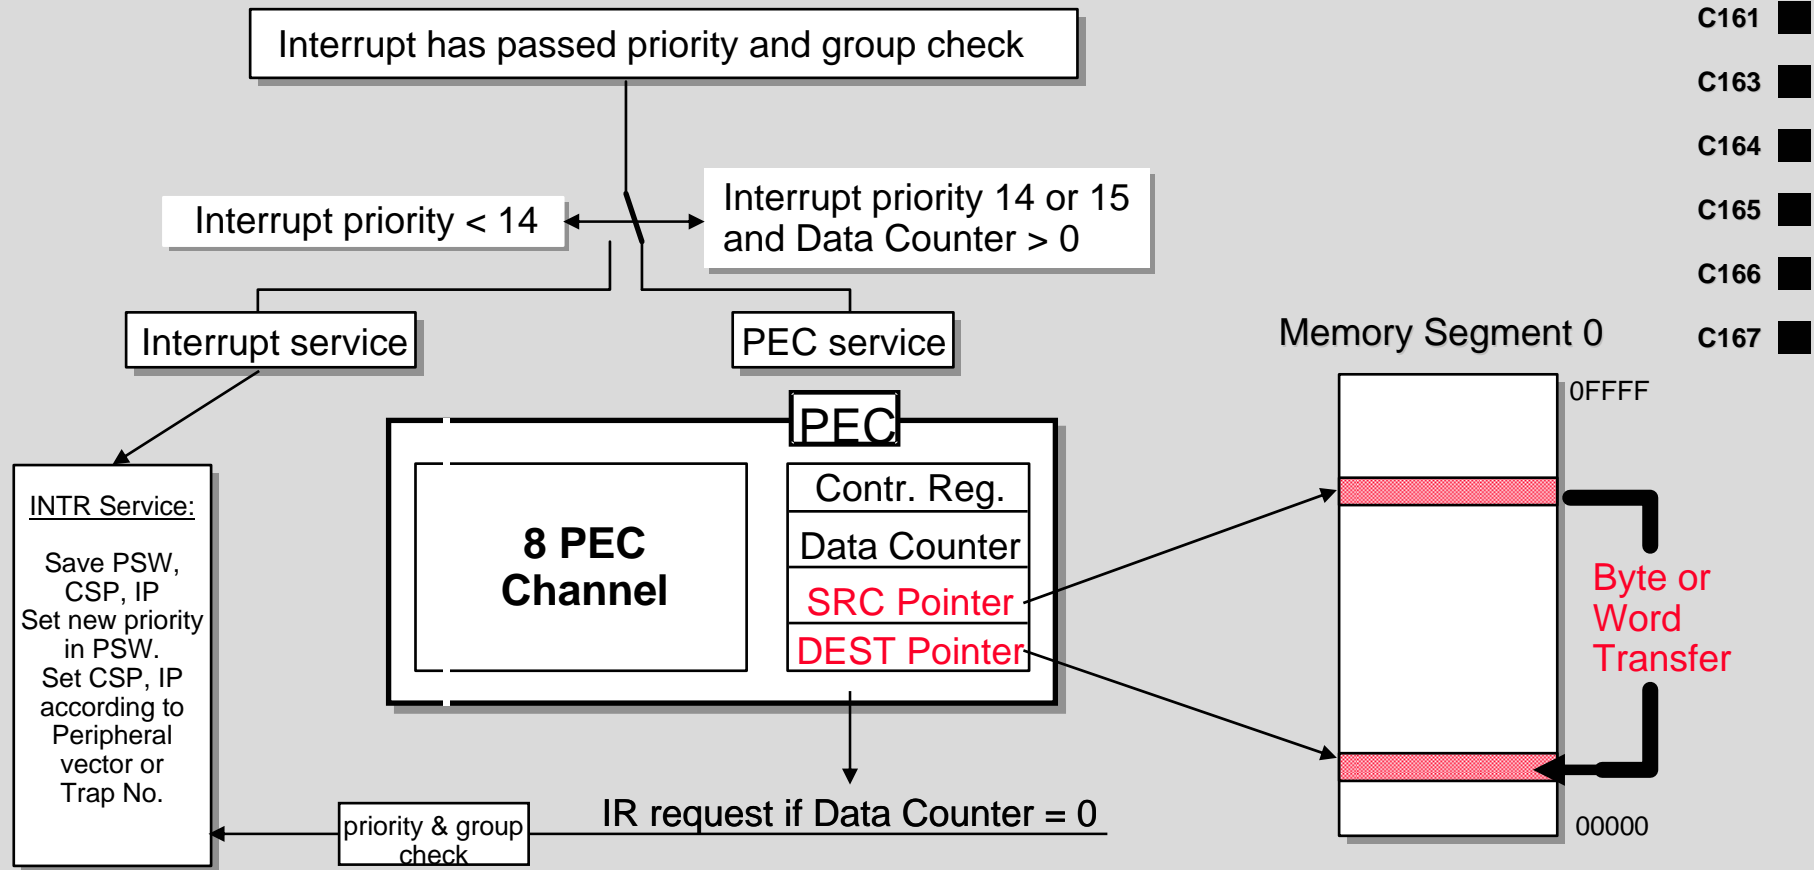 Interrupt has passed priority and group check
C161
C163
C164
C165
C166
C167
Interrupt priority < 14
Interrupt priority 14 or 15
and Data Counter > 0
Interrupt service
PEC service
Memory Segment 0
0FFFF
PEC
INTR Service:
Save PSW,
CSP, IP
Set new priority
in PSW.
Set CSP, IP
according to
Peripheral
vector or
Trap No.
8 PEC
Channel
Contr. Reg.
Data Counter
SRC Pointer
DEST Pointer
Byte or
Word
Transfer
IR request if Data Counter = 0
priority & group
check
00000